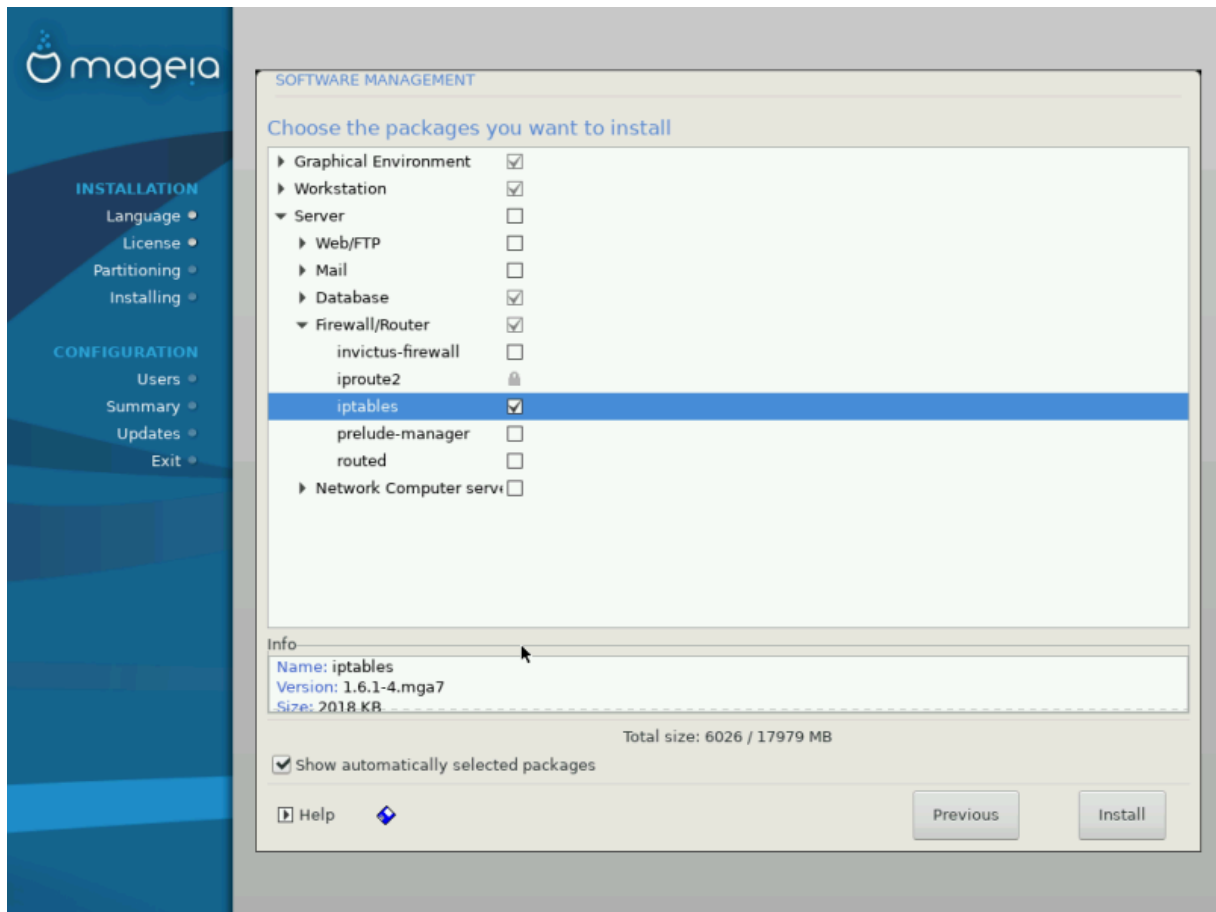 mageia
INSTALLATION
Language
License
Partitioning
Installing
CONFIGURATION
Users
Summary
Updates
Exit
SOFTWARE MANAGEMENT
Choose the packages you want to install
Graphical Environment
Workstation
Server
Web/FTP
Mail
Database
Firewall/Router
invictus-firewall
iproute2
iptables
prelude-manager
routed
Network Computer serve
Info
Name: iptables
Version: 1.6.1-4.mga7
Size: 2018 KB
Total size: 6026 / 17979 MB
Show automatically selected packages
Help
Previous
Install